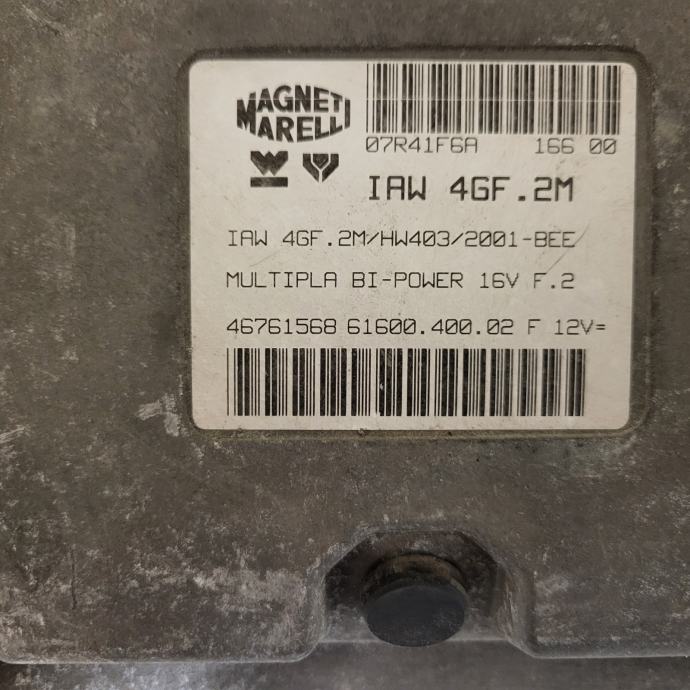 MAGNETI
MARELLI
07R41F6A 166 00
IAW 4GF.2M
IAW 4GF.2M/HW403/2001-BEE
MULTIPLA BI-POWER 16V F.2
46761568 61600.400.02 F 12V=